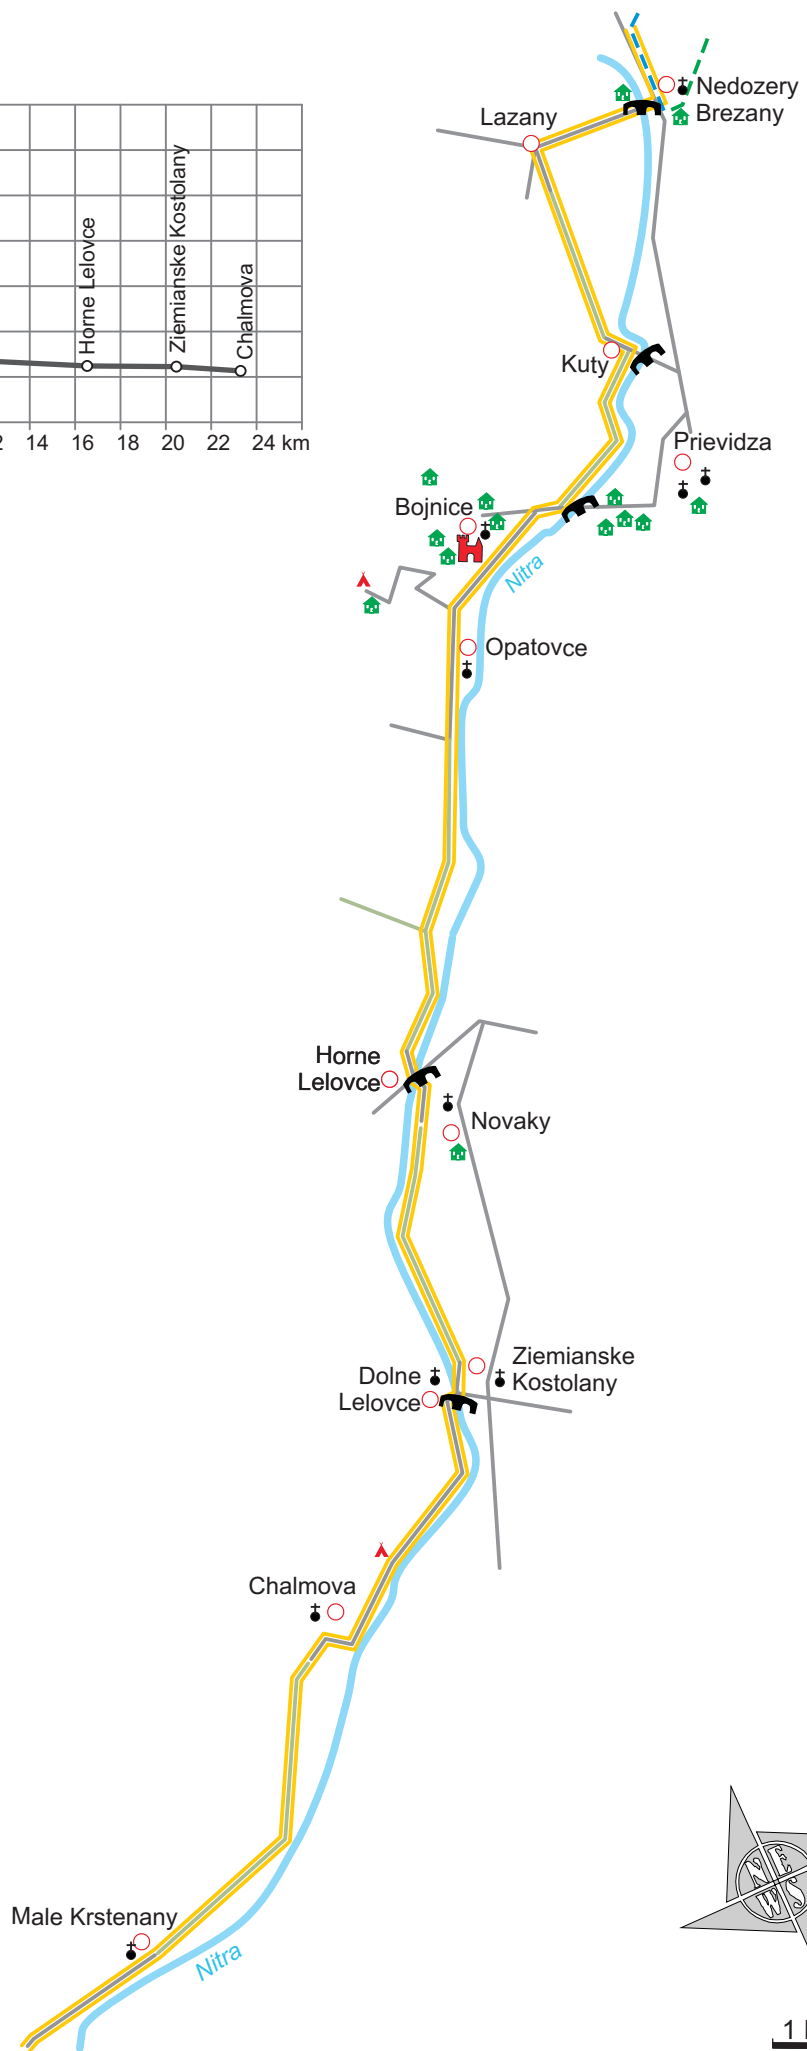 Nedozery
Brezany
Lazany
Horne Lelovce
Ziemianske Kostolany
Chalmova
Kuty
14 16 18 20 22 24 km
Prievidza
Bojnice
Nitra
Opatovce
Horne
Lelovce
Novaky
Ziemianske
Kostolany
Dolne
Lelovce
Chalmova
Male Krstenany
Nitra
N E
W S
1